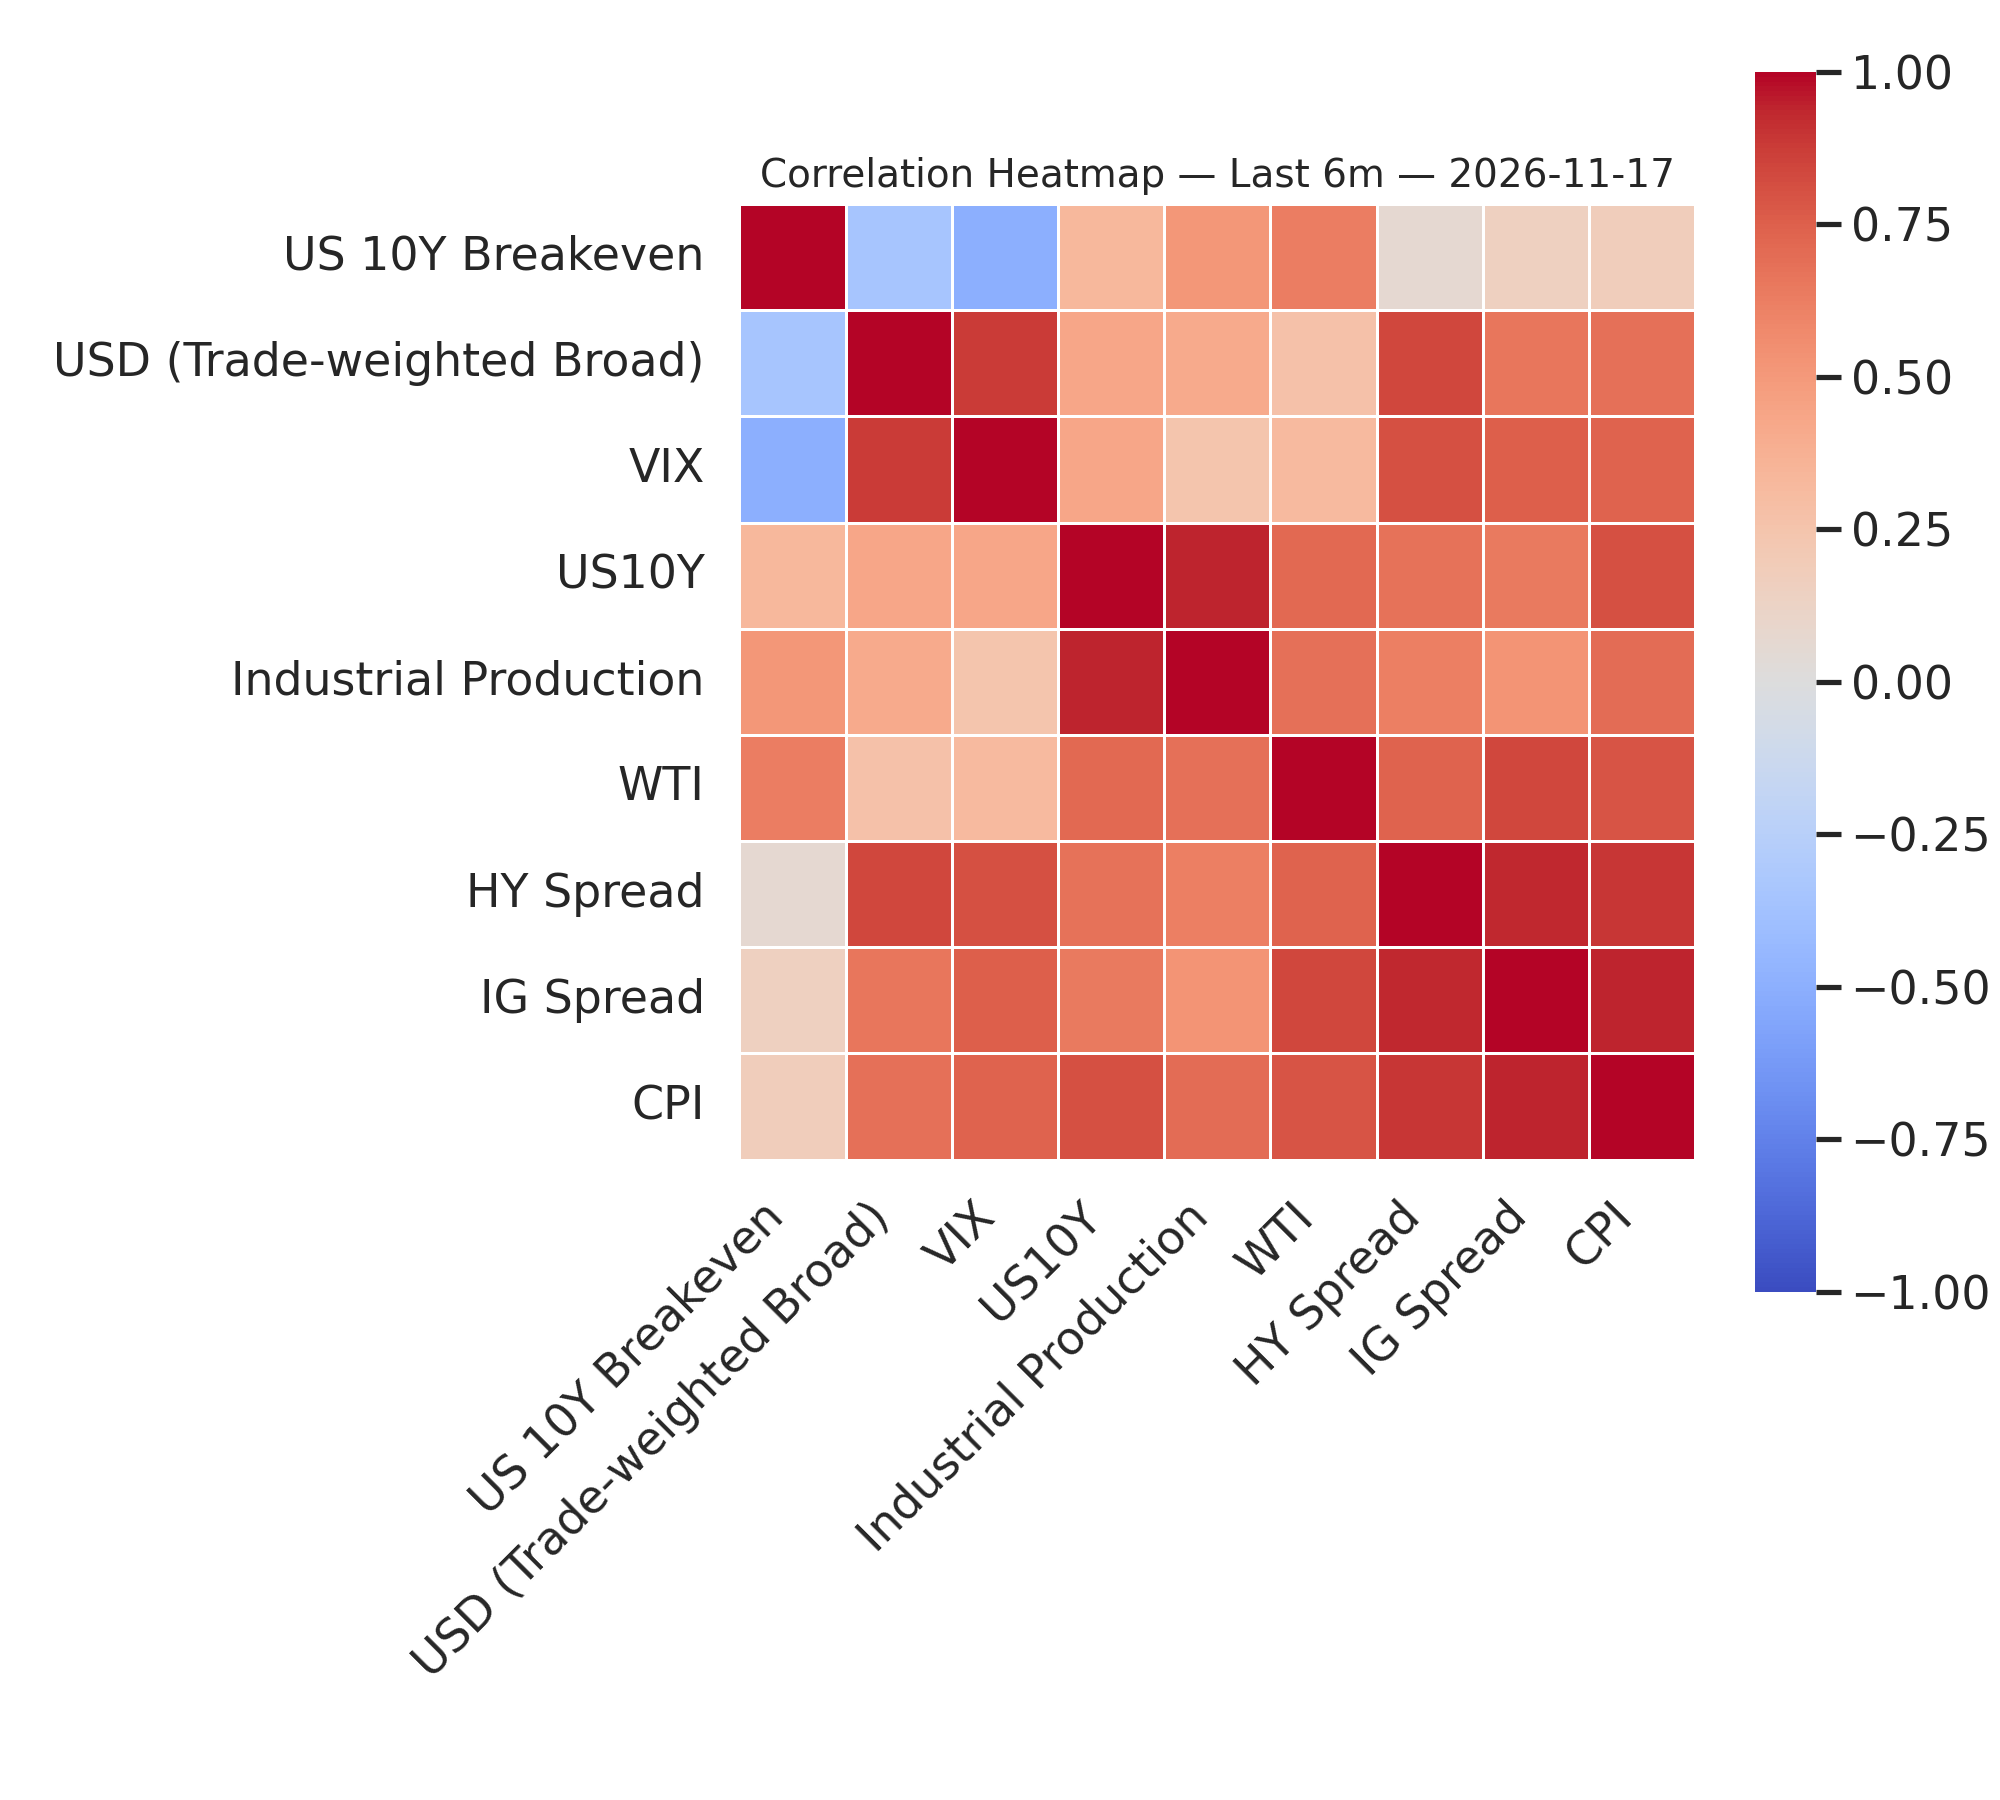 Correlation Heatmap — Last 6m — 2026-11-17
US 10Y Breakeven
USD (Trade-weighted Broad)
VIX
US10Y
Industrial Production
WTI
HY Spread
IG Spread
CPI
US 10Y Breakeven
USD (Trade-weighted Broad)
VIX
US10Y
Industrial Production
WTI
HY Spread
IG Spread
CPI
1.00
0.75
0.50
0.25
0.00
−0.25
−0.50
−0.75
−1.00